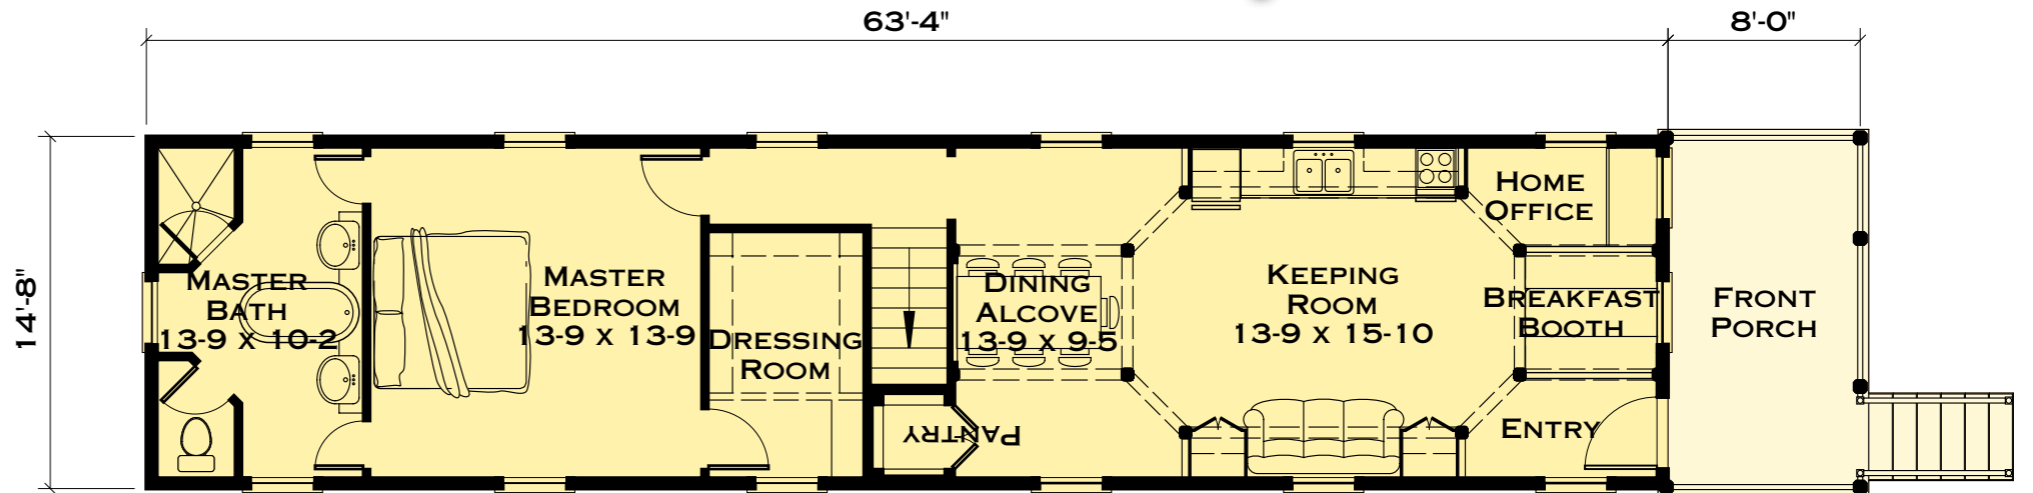 63'-4"
8'-0"
14'-8"
MASTER
BATH
13-9 X 10-2
MASTER
BEDROOM
13-9 X 13-9
DRESSING
ROOM
PANTRY
DINING
ALCOVE
13-9 X 9-5
KEEPING
ROOM
13-9 X 15-10
HOME
OFFICE
BREAKFAST
BOOTH
ENTRY
FRONT
PORCH